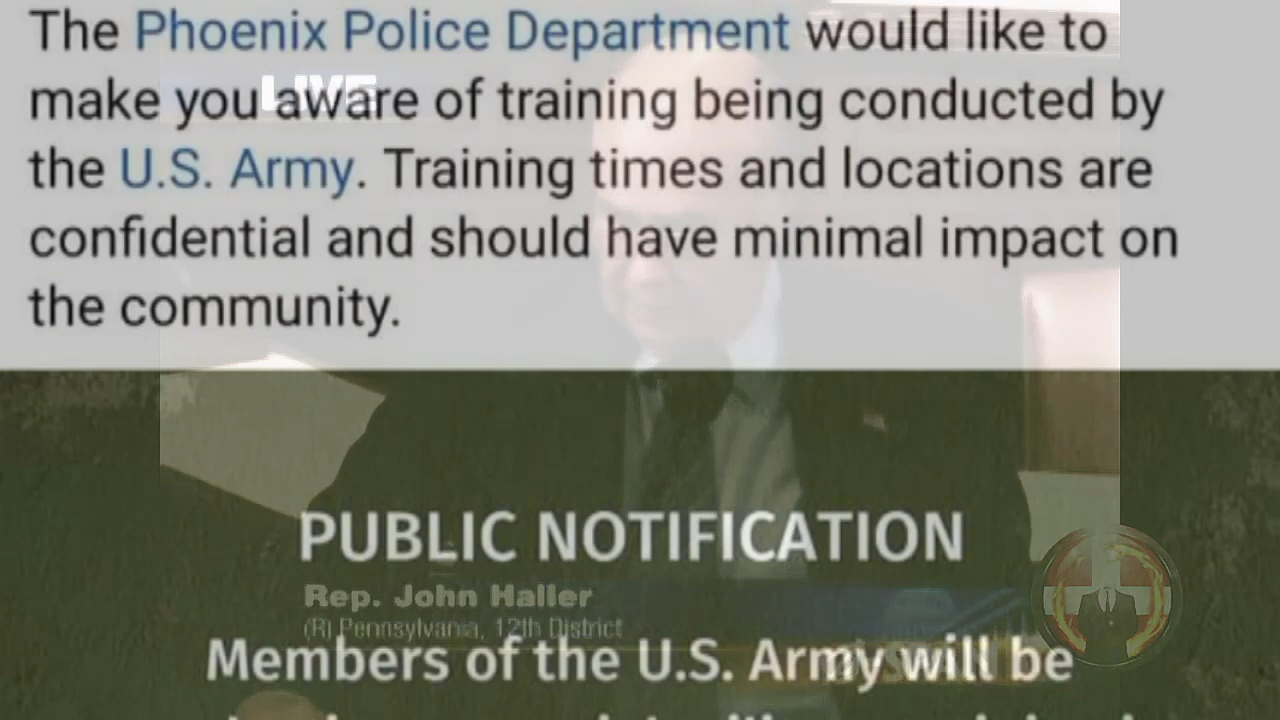 The Phoenix Police Department would like to
LIVE
make you aware of training being conducted by
the U.S. Army. Training times and locations are
confidential and should have minimal impact on
the community.
PUBLIC NOTIFICATION
Rep. John Haller
(R) Pennsylvania, 12th District
Members of the U.S. Army will be